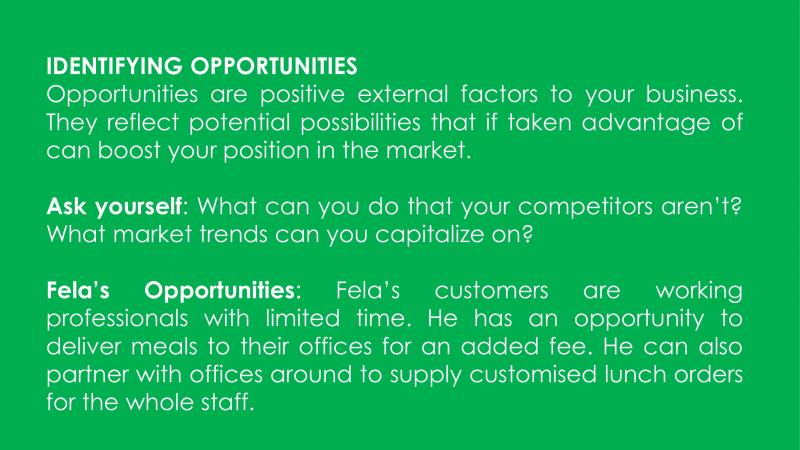 IDENTIFYING OPPORTUNITIES
Opportunities are positive external factors to your business.
They reflect potential possibilities that if taken advantage of
can boost your position in the market.
Ask yourself: What can you do that your competitors aren’t?
What market trends can you capitalize on?
Fela’s Opportunities: Fela’s customers are working
professionals with limited time. He has an opportunity to
deliver meals to their offices for an added fee. He can also
partner with offices around to supply customised lunch orders
for the whole staff.